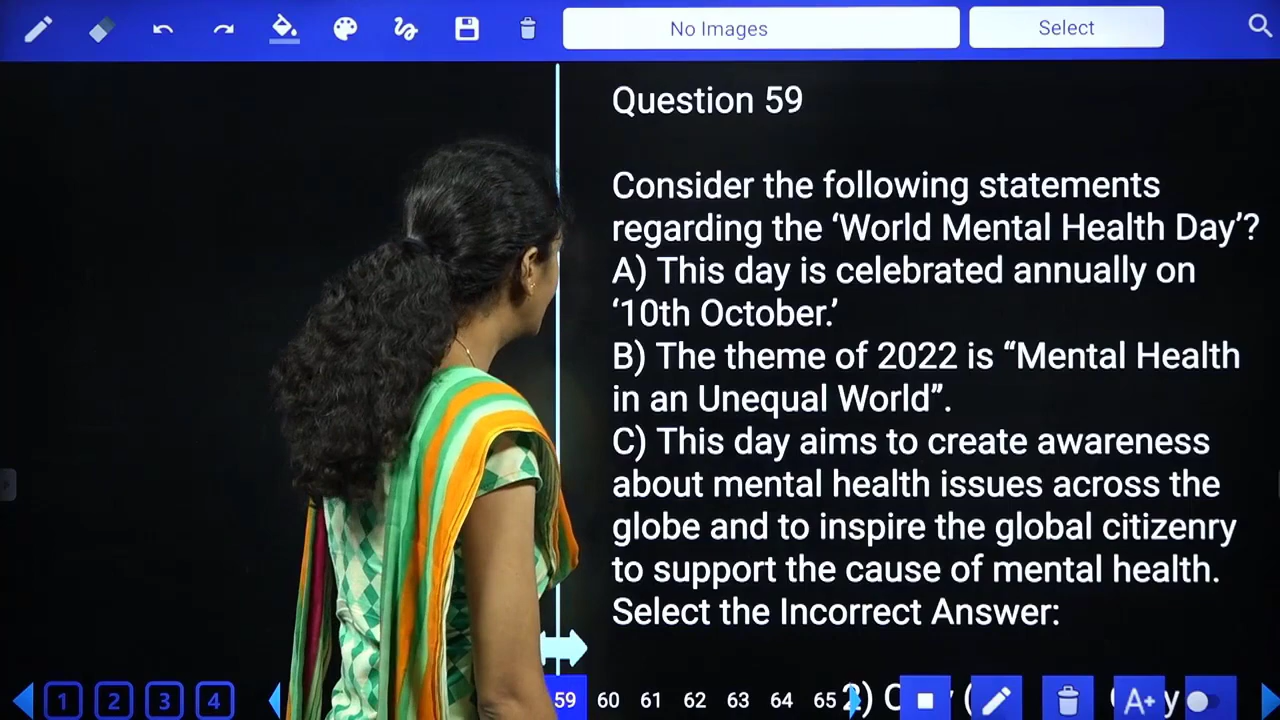 No Images
Select
Question 59
Consider the following statements
regarding the ‘World Mental Health Day’?
A) This day is celebrated annually on
‘10th October.’
B) The theme of 2022 is “Mental Health
in an Unequal World”.
C) This day aims to create awareness
about mental health issues across the
globe and to inspire the global citizenry
to support the cause of mental health.
Select the Incorrect Answer:
1 2 3 4 59 60 61 62 63 64 65 2) A+ y